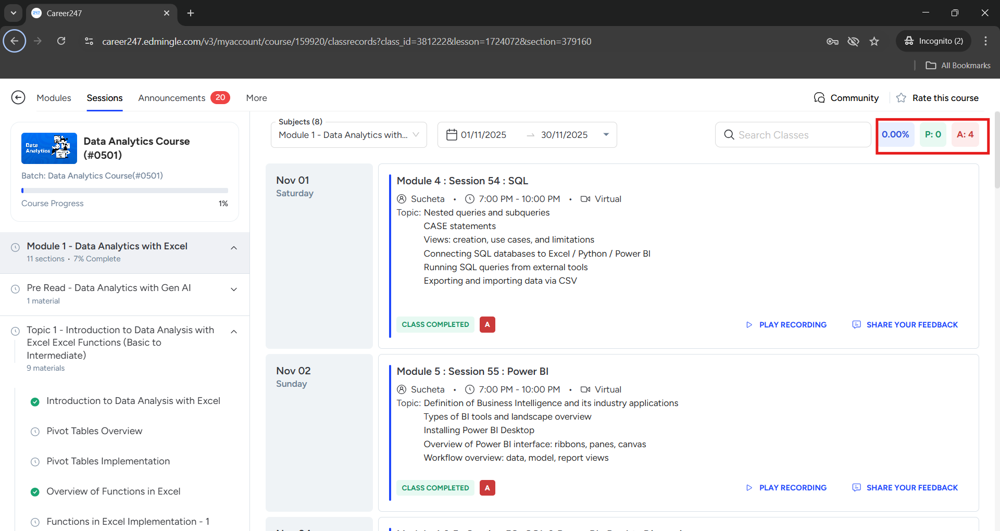 Career247
career247.edmingle.com/v3/myaccount/course/159920/classrecords?class_id=381222&lesson=1724072&section=379160
Incognito (2)
All Bookmarks
Modules
Sessions
Announcements 20
More
Community
Rate this course
Data Analytics
Data Analytics Course (#0501)
Batch: Data Analytics Course(#0501)
Course Progress 1%
Module 1 - Data Analytics with Excel
11 sections • 7% Complete
Pre Read - Data Analytics with Gen AI
1 material
Topic 1 - Introduction to Data Analysis with
Excel Excel Functions (Basic to
Intermediate)
9 materials
Introduction to Data Analysis with Excel
Pivot Tables Overview
Pivot Tables Implementation
Overview of Functions in Excel
Functions in Excel Implementation - 1
Subjects (8)
Module 1 - Data Analytics with...
01/11/2025 → 30/11/2025
Search Classes
0.00% P: 0 A: 4
Nov 01
Saturday
Module 4 : Session 54 : SQL
Sucheta • 7:00 PM - 10:00 PM • Virtual
Topic: Nested queries and subqueries
CASE statements
Views: creation, use cases, and limitations
Connecting SQL databases to Excel / Python / Power BI
Running SQL queries from external tools
Exporting and importing data via CSV
CLASS COMPLETED A PLAY RECORDING SHARE YOUR FEEDBACK
Nov 02
Sunday
Module 5 : Session 55 : Power BI
Sucheta • 7:00 PM - 10:00 PM • Virtual
Topic: Definition of Business Intelligence and its industry applications
Types of BI tools and landscape overview
Installing Power BI Desktop
Overview of Power BI interface: ribbons, panes, canvas
Workflow overview: data, model, report views
CLASS COMPLETED A PLAY RECORDING SHARE YOUR FEEDBACK